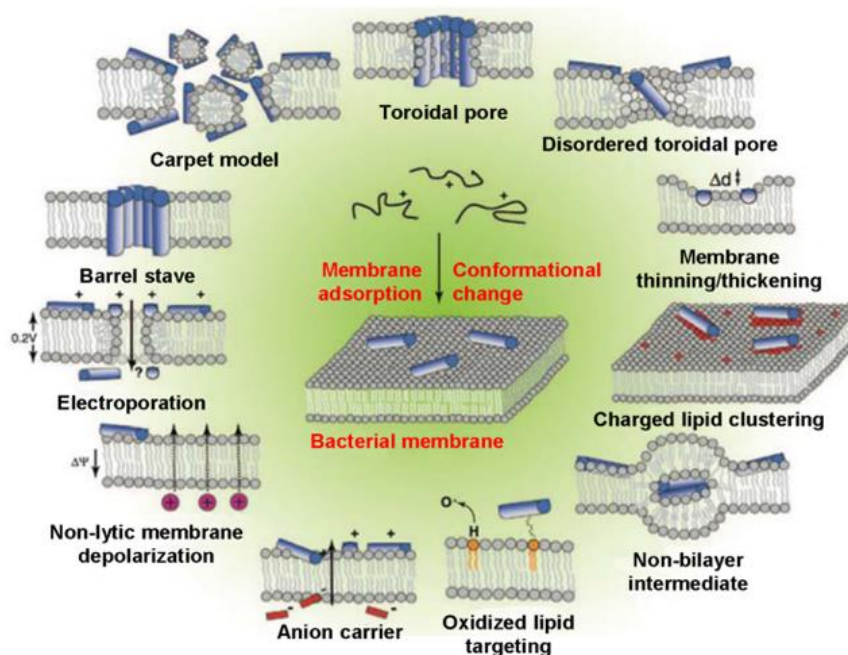 Toroidal pore
Carpet model
Disordered toroidal pore
Δd
+
+
+
Membrane
thinning/thickening
Barrel stave
Membrane
adsorption
Conformational
change
+ + + +
0.2V
?
Electroporation
Charged lipid clustering
Bacterial membrane
ΔΨ
+ + +
Non-lytic membrane
depolarization
O
H
Non-bilayer
intermediate
+ + +
- - -
Anion carrier
Oxidized lipid
targeting